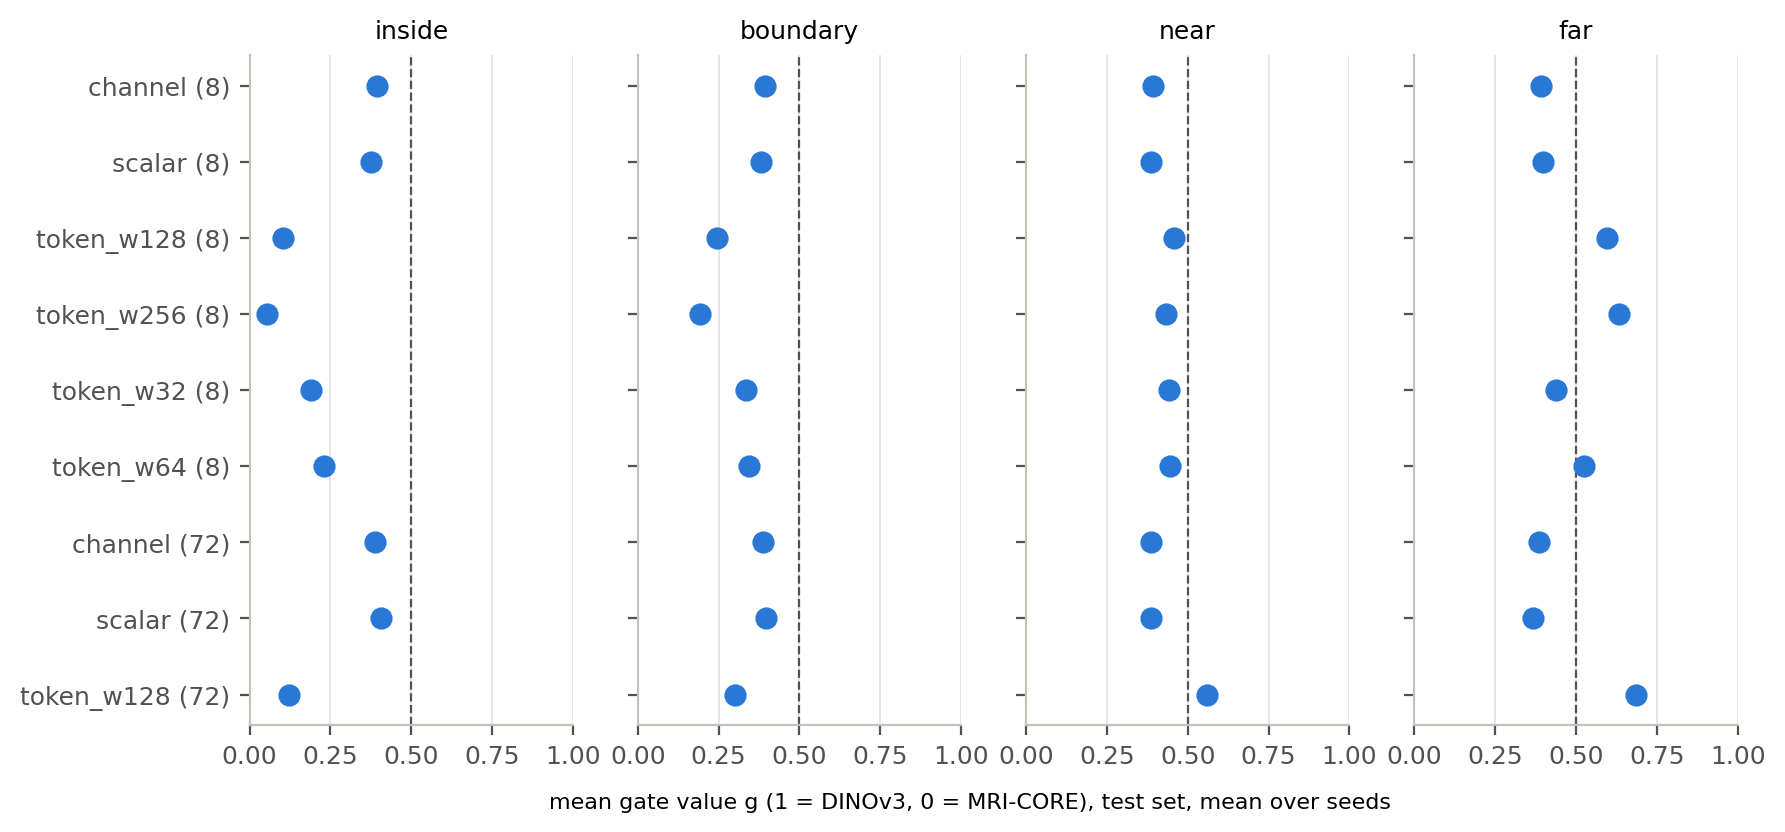 inside boundary near far
channel (8)
scalar (8)
token_w128 (8)
token_w256 (8)
token_w32 (8)
token_w64 (8)
channel (72)
scalar (72)
token_w128 (72)
0.00 0.25 0.50 0.75 1.00 0.00 0.25 0.50 0.75 1.00 0.00 0.25 0.50 0.75 1.00 0.00 0.25 0.50 0.75 1.00
mean gate value g (1 = DINOv3, 0 = MRI-CORE), test set, mean over seeds